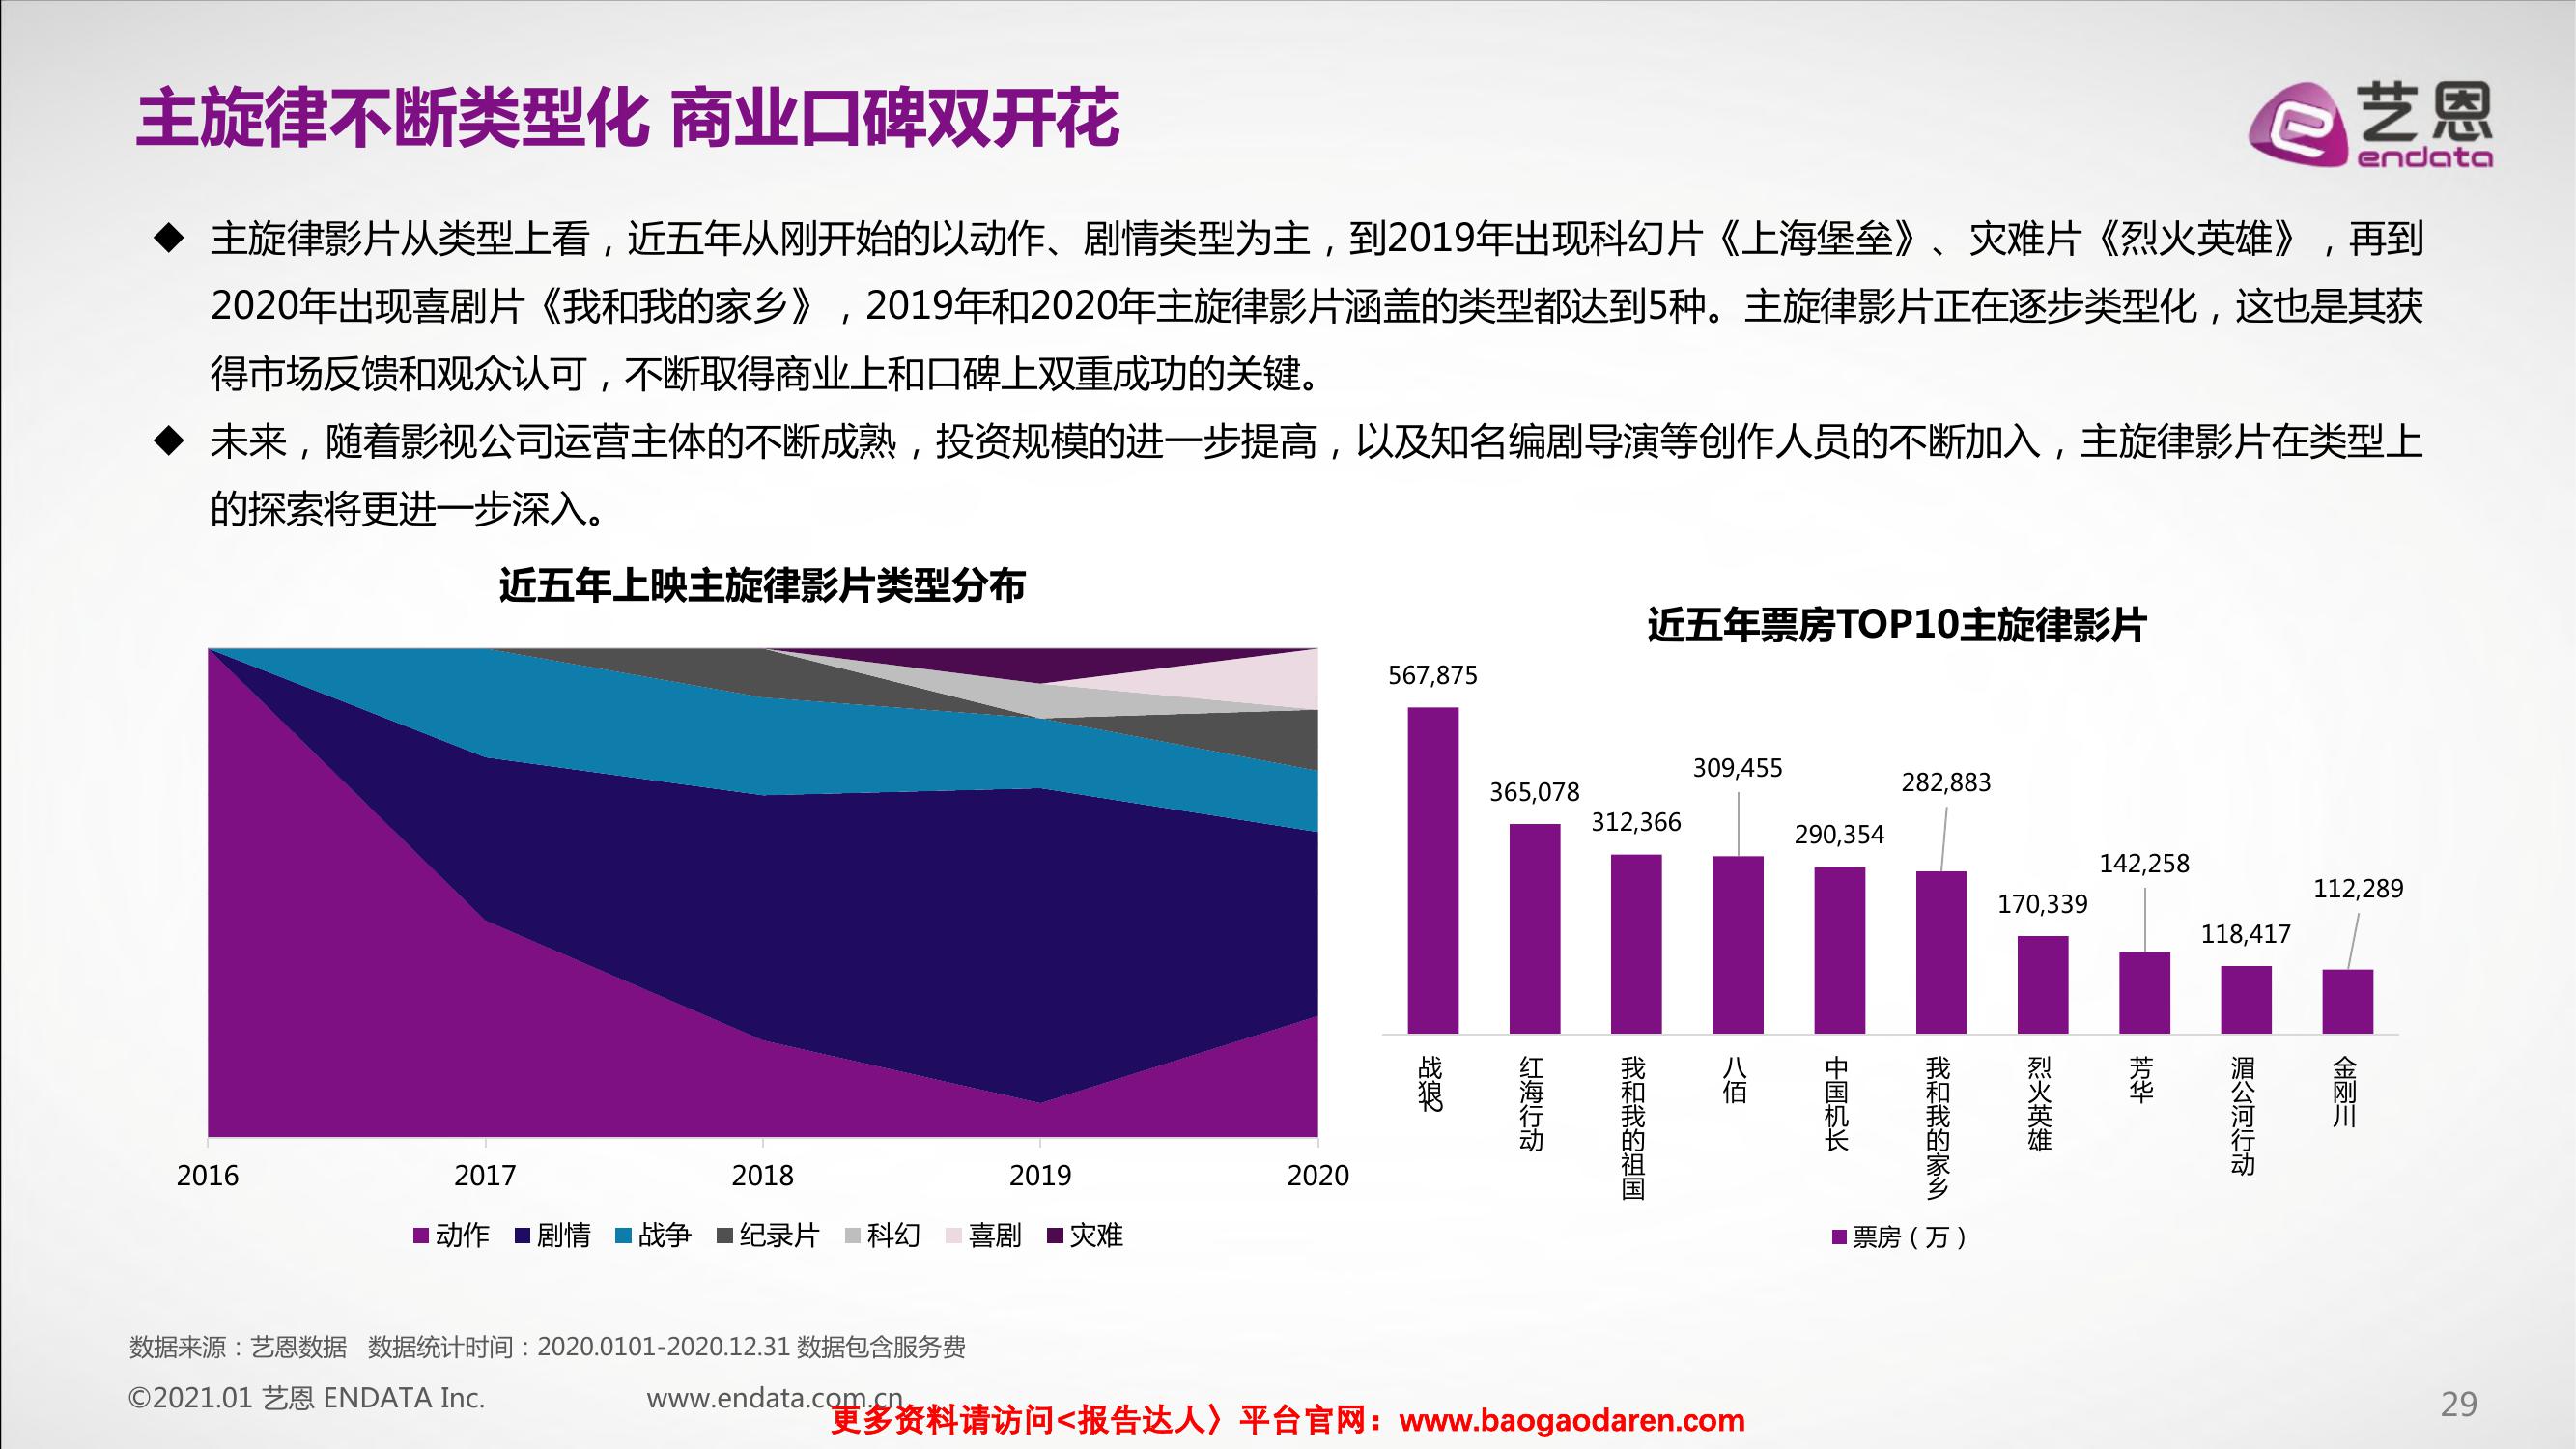 主旋律不断类型化 商业口碑双开花
艺恩
endata
◆ 主旋律影片从类型上看，近五年从刚开始的以动作、剧情类型为主，到2019年出现科幻片《上海堡垒》、灾难片《烈火英雄》，再到
2020年出现喜剧片《我和我的家乡》，2019年和2020年主旋律影片涵盖的类型都达到5种。主旋律影片正在逐步类型化，这也是其获
得市场反馈和观众认可，不断取得商业上和口碑上双重成功的关键。
◆ 未来，随着影视公司运营主体的不断成熟，投资规模的进一步提高，以及知名编剧导演等创作人员的不断加入，主旋律影片在类型上
的探索将更进一步深入。
近五年上映主旋律影片类型分布
2016 2017 2018 2019 2020
动作 剧情 战争 纪录片 科幻 喜剧 灾难
近五年票房TOP10主旋律影片
567,875
365,078
312,366
309,455
290,354
282,883
170,339
142,258
118,417
112,289
战狼2
红海行动
我和我的祖国
八佰
中国机长
我和我的家乡
烈火英雄
芳华
湄公河行动
金刚川
票房（万）
数据来源：艺恩数据 数据统计时间：2020.0101-2020.12.31 数据包含服务费
©2021.01 艺恩 ENDATA Inc. www.endata.com.cn
更多资料请访问<报告达人〉平台官网：www.baogaodaren.com
29